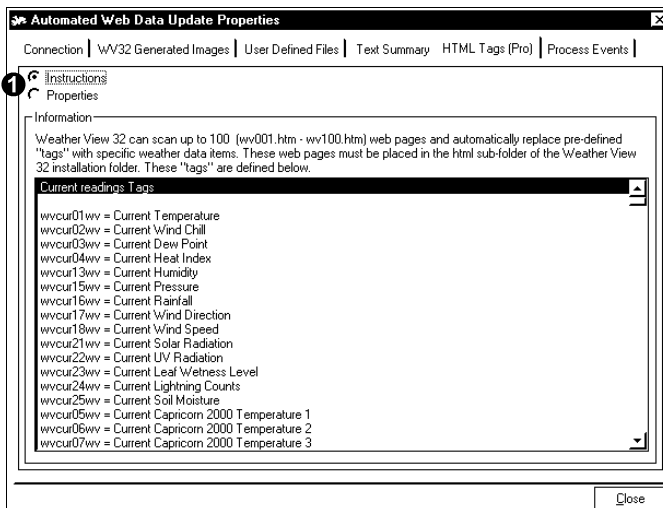 Automated Web Data Update Properties
Connection WV32 Generated Images User Defined Files Text Summary HTML Tags (Pro) Process Events
1 Instructions
Properties
Information
Weather View 32 can scan up to 100 (wv001.htm - wv100.htm) web pages and automatically replace pre-defined
"tags" with specific weather data items. These web pages must be placed in the html sub-folder of the Weather View
32 installation folder. These "tags" are defined below.
Current readings Tags
wvcur01wv = Current Temperature
wvcur02wv = Current Wind Chill
wvcur03wv = Current Dew Point
wvcur04wv = Current Heat Index
wvcur13wv = Current Humidity
wvcur15wv = Current Pressure
wvcur16wv = Current Rainfall
wvcur17wv = Current Wind Direction
wvcur18wv = Current Wind Speed
wvcur21wv = Current Solar Radiation
wvcur22wv = Current UV Radiation
wvcur23wv = Current Leaf Wetness Level
wvcur24wv = Current Lightning Counts
wvcur25wv = Current Soil Moisture
wvcur05wv = Current Capricorn 2000 Temperature 1
wvcur06wv = Current Capricorn 2000 Temperature 2
wvcur07wv = Current Capricorn 2000 Temperature 3
Close